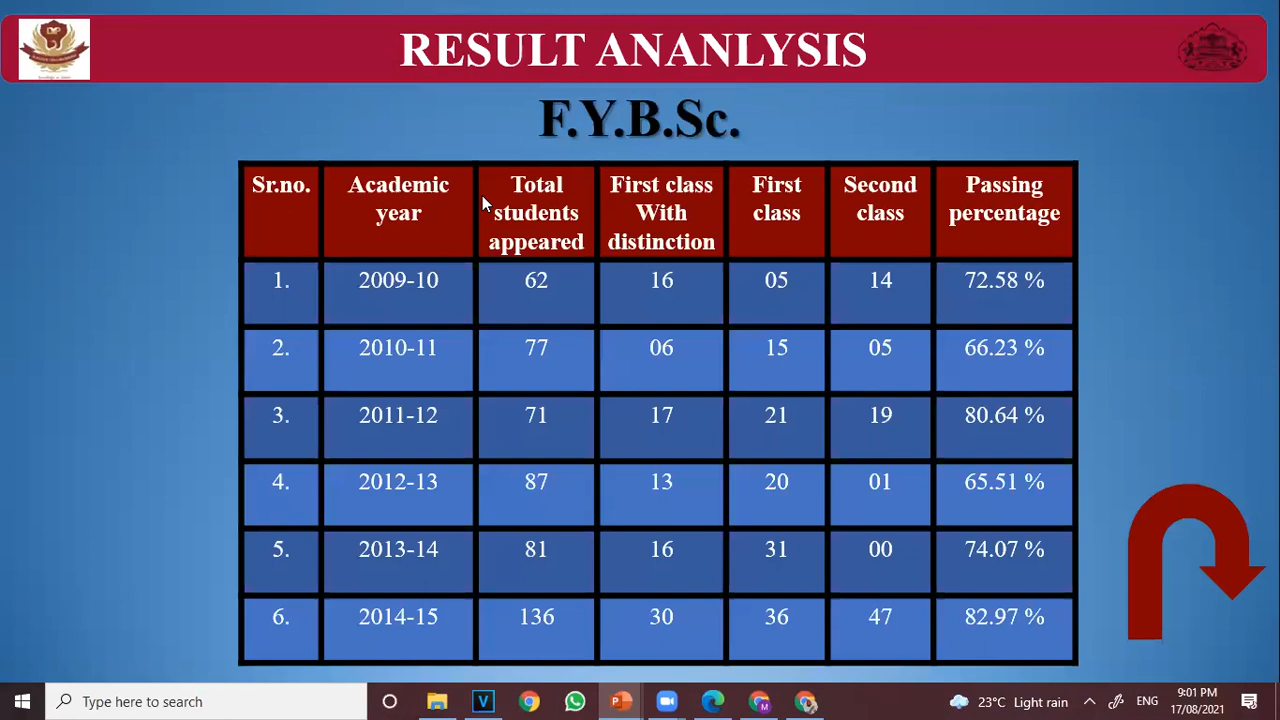 RESULT ANANLYSIS
F.Y.B.Sc.
Sr.no. Academic year Total students appeared First class With distinction First class Second class Passing percentage
1. 2009-10 62 16 05 14 72.58 %
2. 2010-11 77 06 15 05 66.23 %
3. 2011-12 71 17 21 19 80.64 %
4. 2012-13 87 13 20 01 65.51 %
5. 2013-14 81 16 31 00 74.07 %
6. 2014-15 136 30 36 47 82.97 %
Type here to search
23°C Light rain
ENG
9:01 PM
17/08/2021